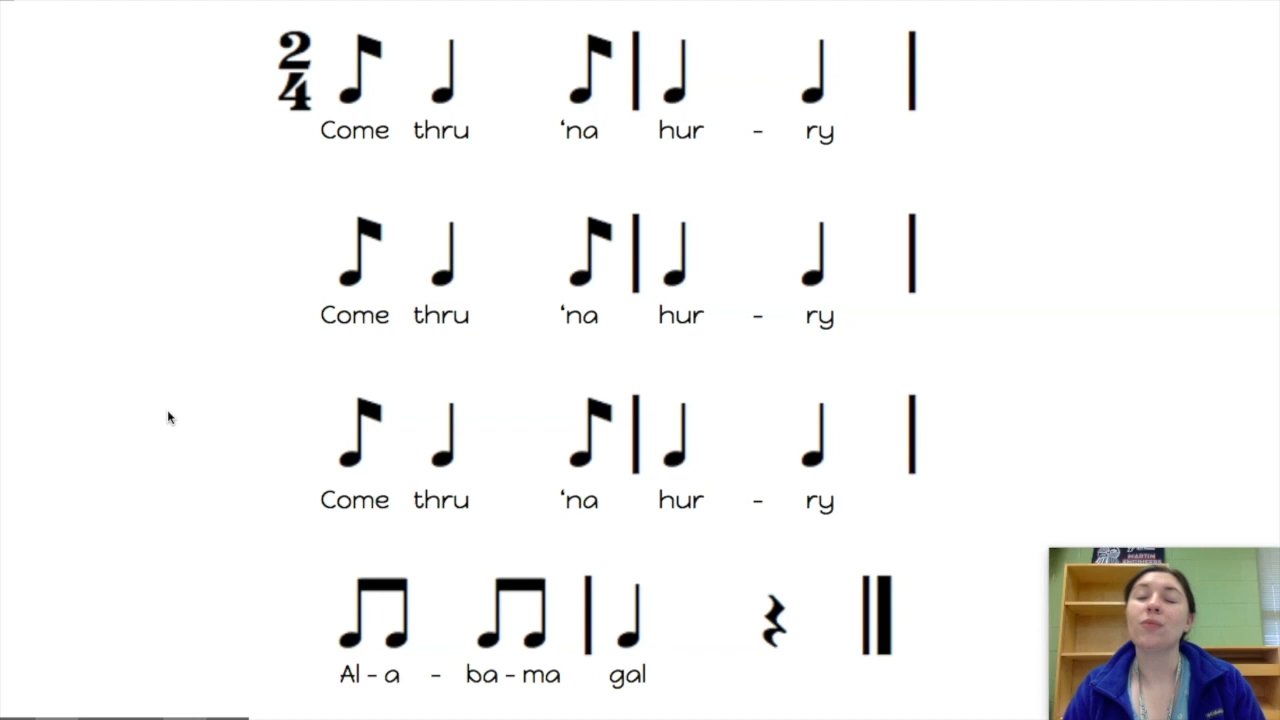 2
4
Come thru 'na hur - ry
Come thru 'na hur - ry
Come thru 'na hur - ry
Al - a - ba - ma gal
MARTIN